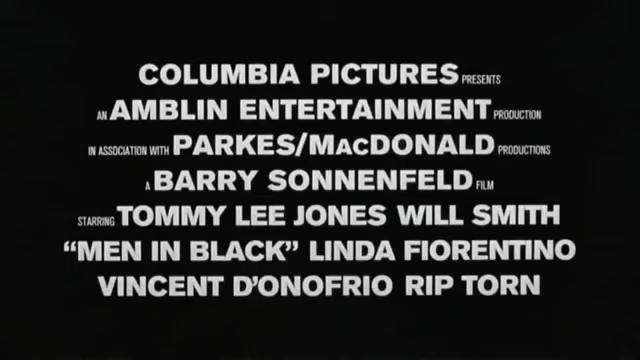 COLUMBIA PICTURES PRESENTS
AN AMBLIN ENTERTAINMENT PRODUCTION
IN ASSOCIATION WITH PARKES/MACDONALD PRODUCTIONS
A BARRY SONNENFELD FILM
STARRING TOMMY LEE JONES WILL SMITH
“MEN IN BLACK” LINDA FIORENTINO
VINCENT D’ONOFRIO RIP TORN